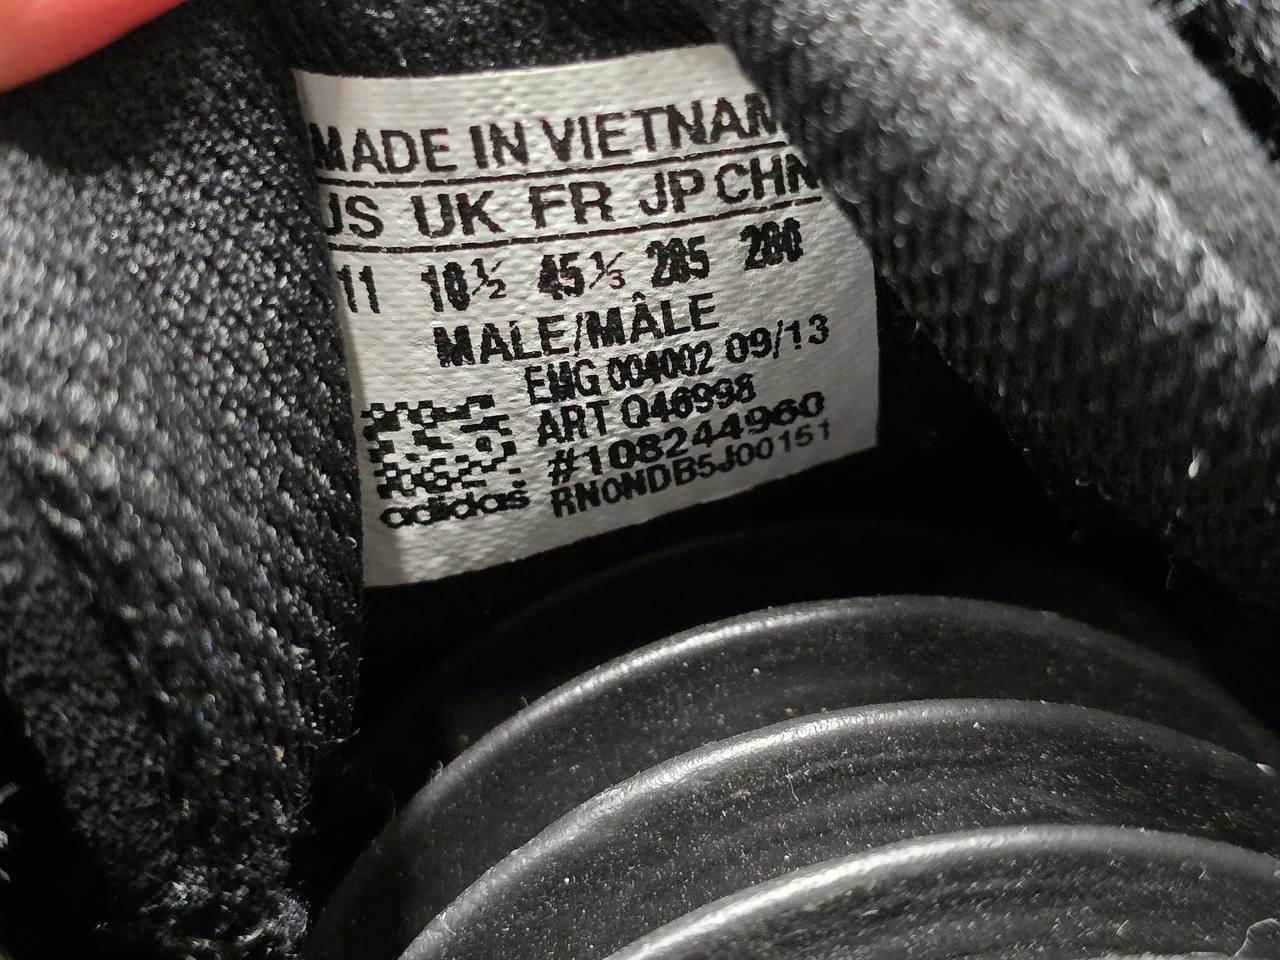 MADE IN VIETNAM
US UK FR JP CHN
11 10½ 45⅓ 285 280
MALE/MÂLE
EMG 004002 09/13
ART Q46998
#108244960
adidas RN0NDB5J00151